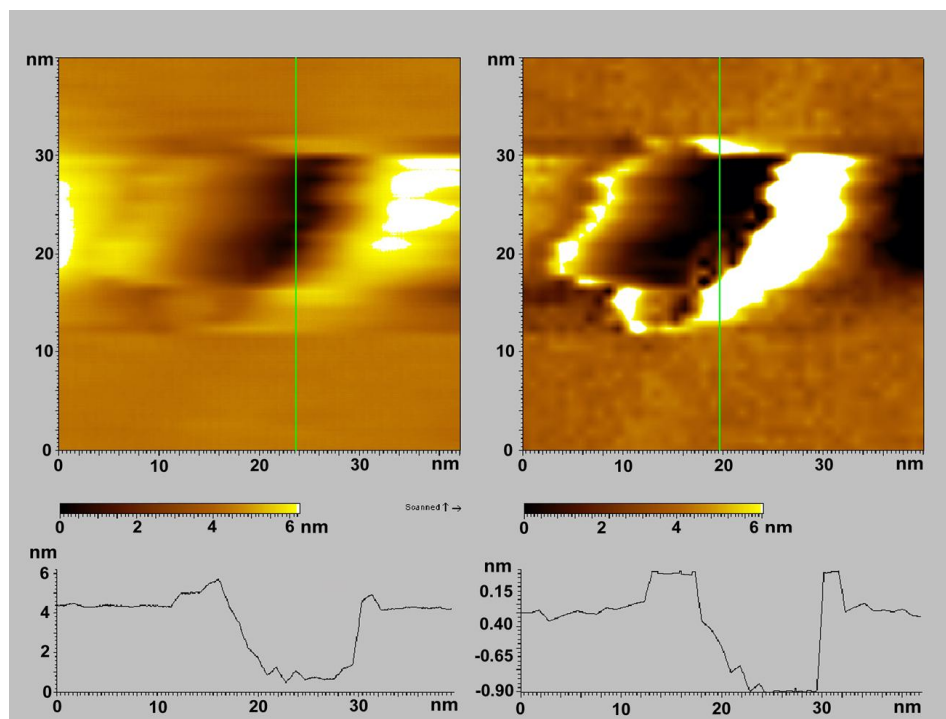 nm nm
30 30
20 20
10 10
0 0
0 10 20 30 nm 0 10 20 30 nm
Scanned ↑ →
0 2 4 6 nm 0 2 4 6 nm
nm nm
6
0.15
4
0.40
2 -0.65
0 -0.90
0 10 20 30 nm 0 10 20 30 nm